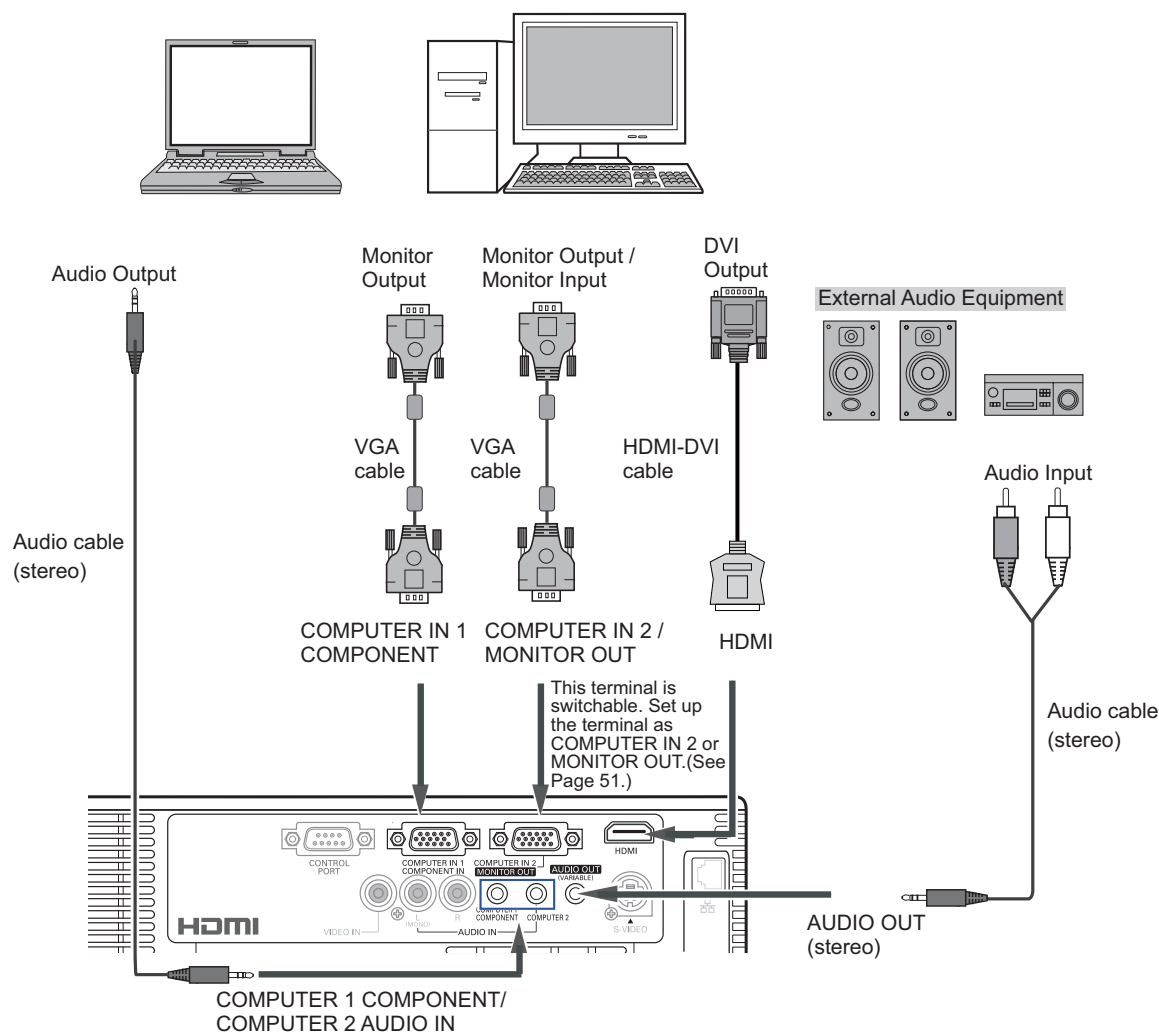 Audio Output
Monitor
Output
Monitor Output /
Monitor Input
DVI
Output
External Audio Equipment
VGA
cable
VGA
cable
HDMI-DVI
cable
Audio Input
Audio cable
(stereo)
COMPUTER IN 1
COMPONENT
COMPUTER IN 2 /
MONITOR OUT
HDMI
This terminal is
switchable. Set up
the terminal as
COMPUTER IN 2 or
MONITOR OUT.(See
Page 51.)
Audio cable
(stereo)
CONTROL
PORT
COMPUTER IN 1
COMPONENT IN
COMPUTER IN 2
MONITOR OUT
AUDIO OUT
(VARIABLE)
HDMI
HDMI
VIDEO IN
L
(MONO)
R
COMPUTER 1
COMPONENT
COMPUTER 2
AUDIO IN
S-VIDEO
AUDIO OUT
(stereo)
COMPUTER 1 COMPONENT/
COMPUTER 2 AUDIO IN